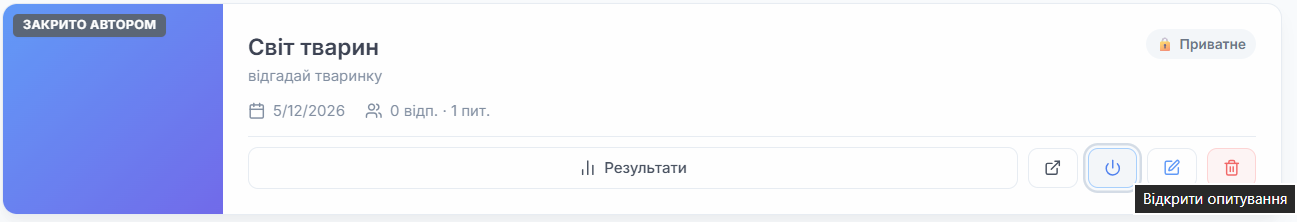 ЗАКРИТО АВТОРОМ
Світ тварин
Приватне
відгадай тваринку
5/12/2026 0 відп. · 1 пит.
Результати
Відкрити опитування